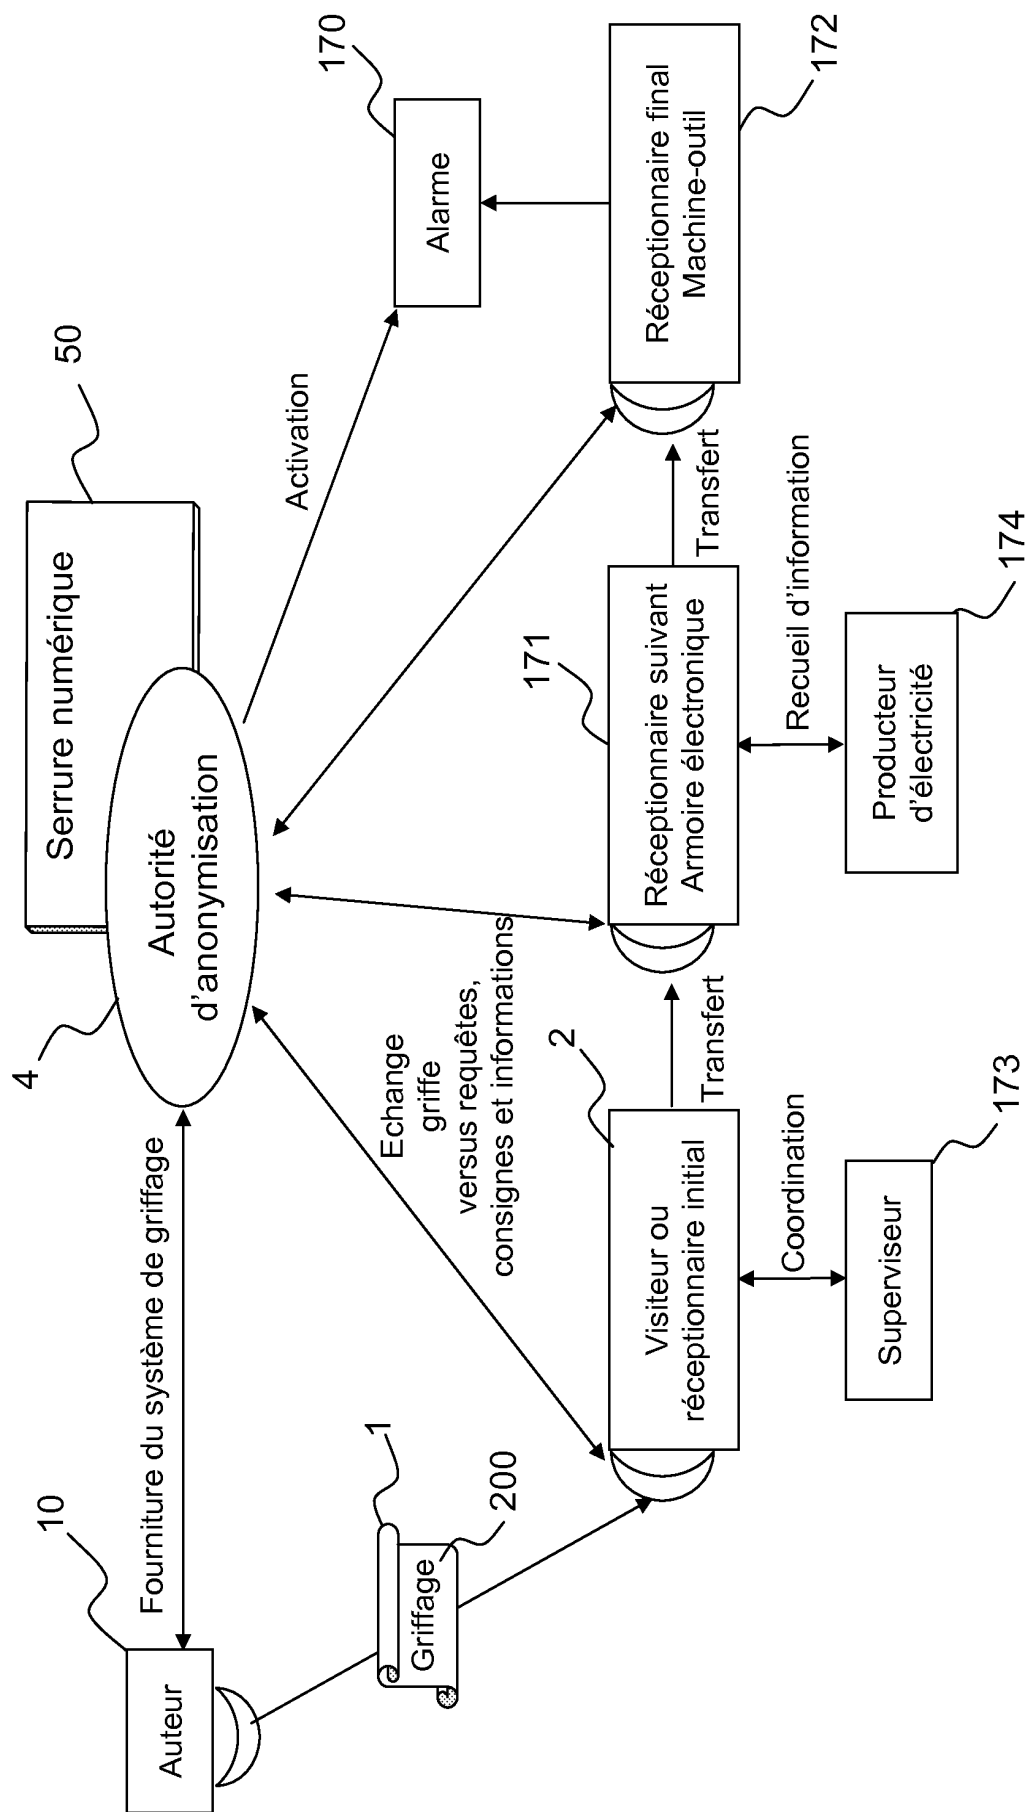 Serrure numérique
50
170
Autorité
d'anonymisation
4
Fourniture du système de griffage
10
Auteur
Activation
Alarme
Echange
griffe
versus requêtes,
consignes et informations
1
Griffage
200
2
Visiteur ou
réceptionnaire initial
Transfert
171
Réceptionnaire suivant
Armoire électronique
Transfert
Réceptionnaire final
Machine-outil
172
Coordination
Superviseur
173
Recueil d'information
Producteur
d'électricité
174